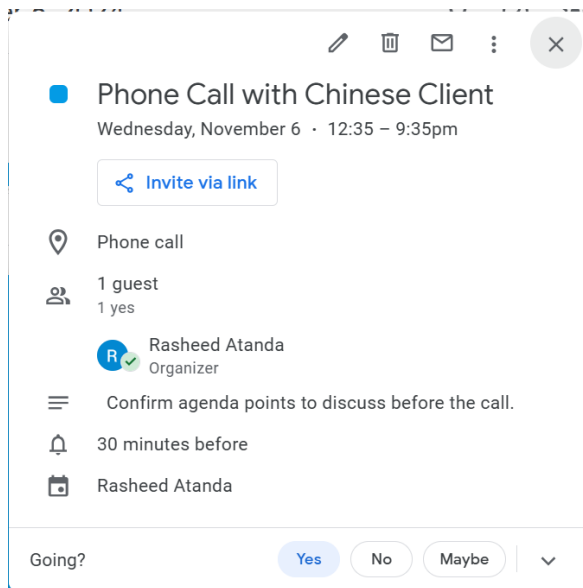 Phone Call with Chinese Client
Wednesday, November 6 · 12:35 – 9:35pm
Invite via link
Phone call
1 guest
1 yes
R
Rasheed Atanda
Organizer
Confirm agenda points to discuss before the call.
30 minutes before
Rasheed Atanda
Going? Yes No Maybe